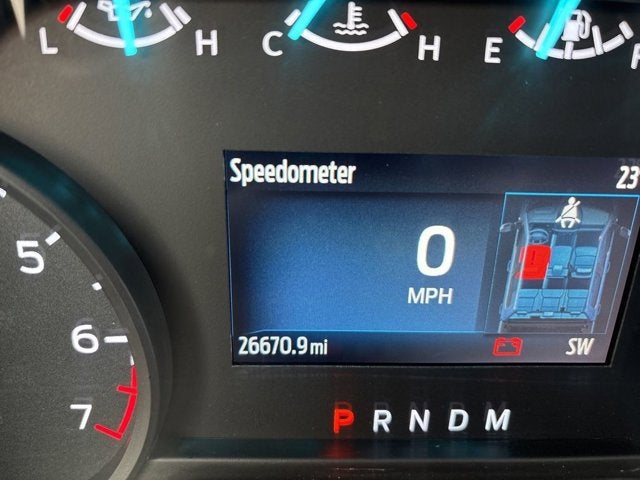 L H C H E F
Speedometer 23°
5
0
MPH
6
26670.9 mi SW
7
P R N D M